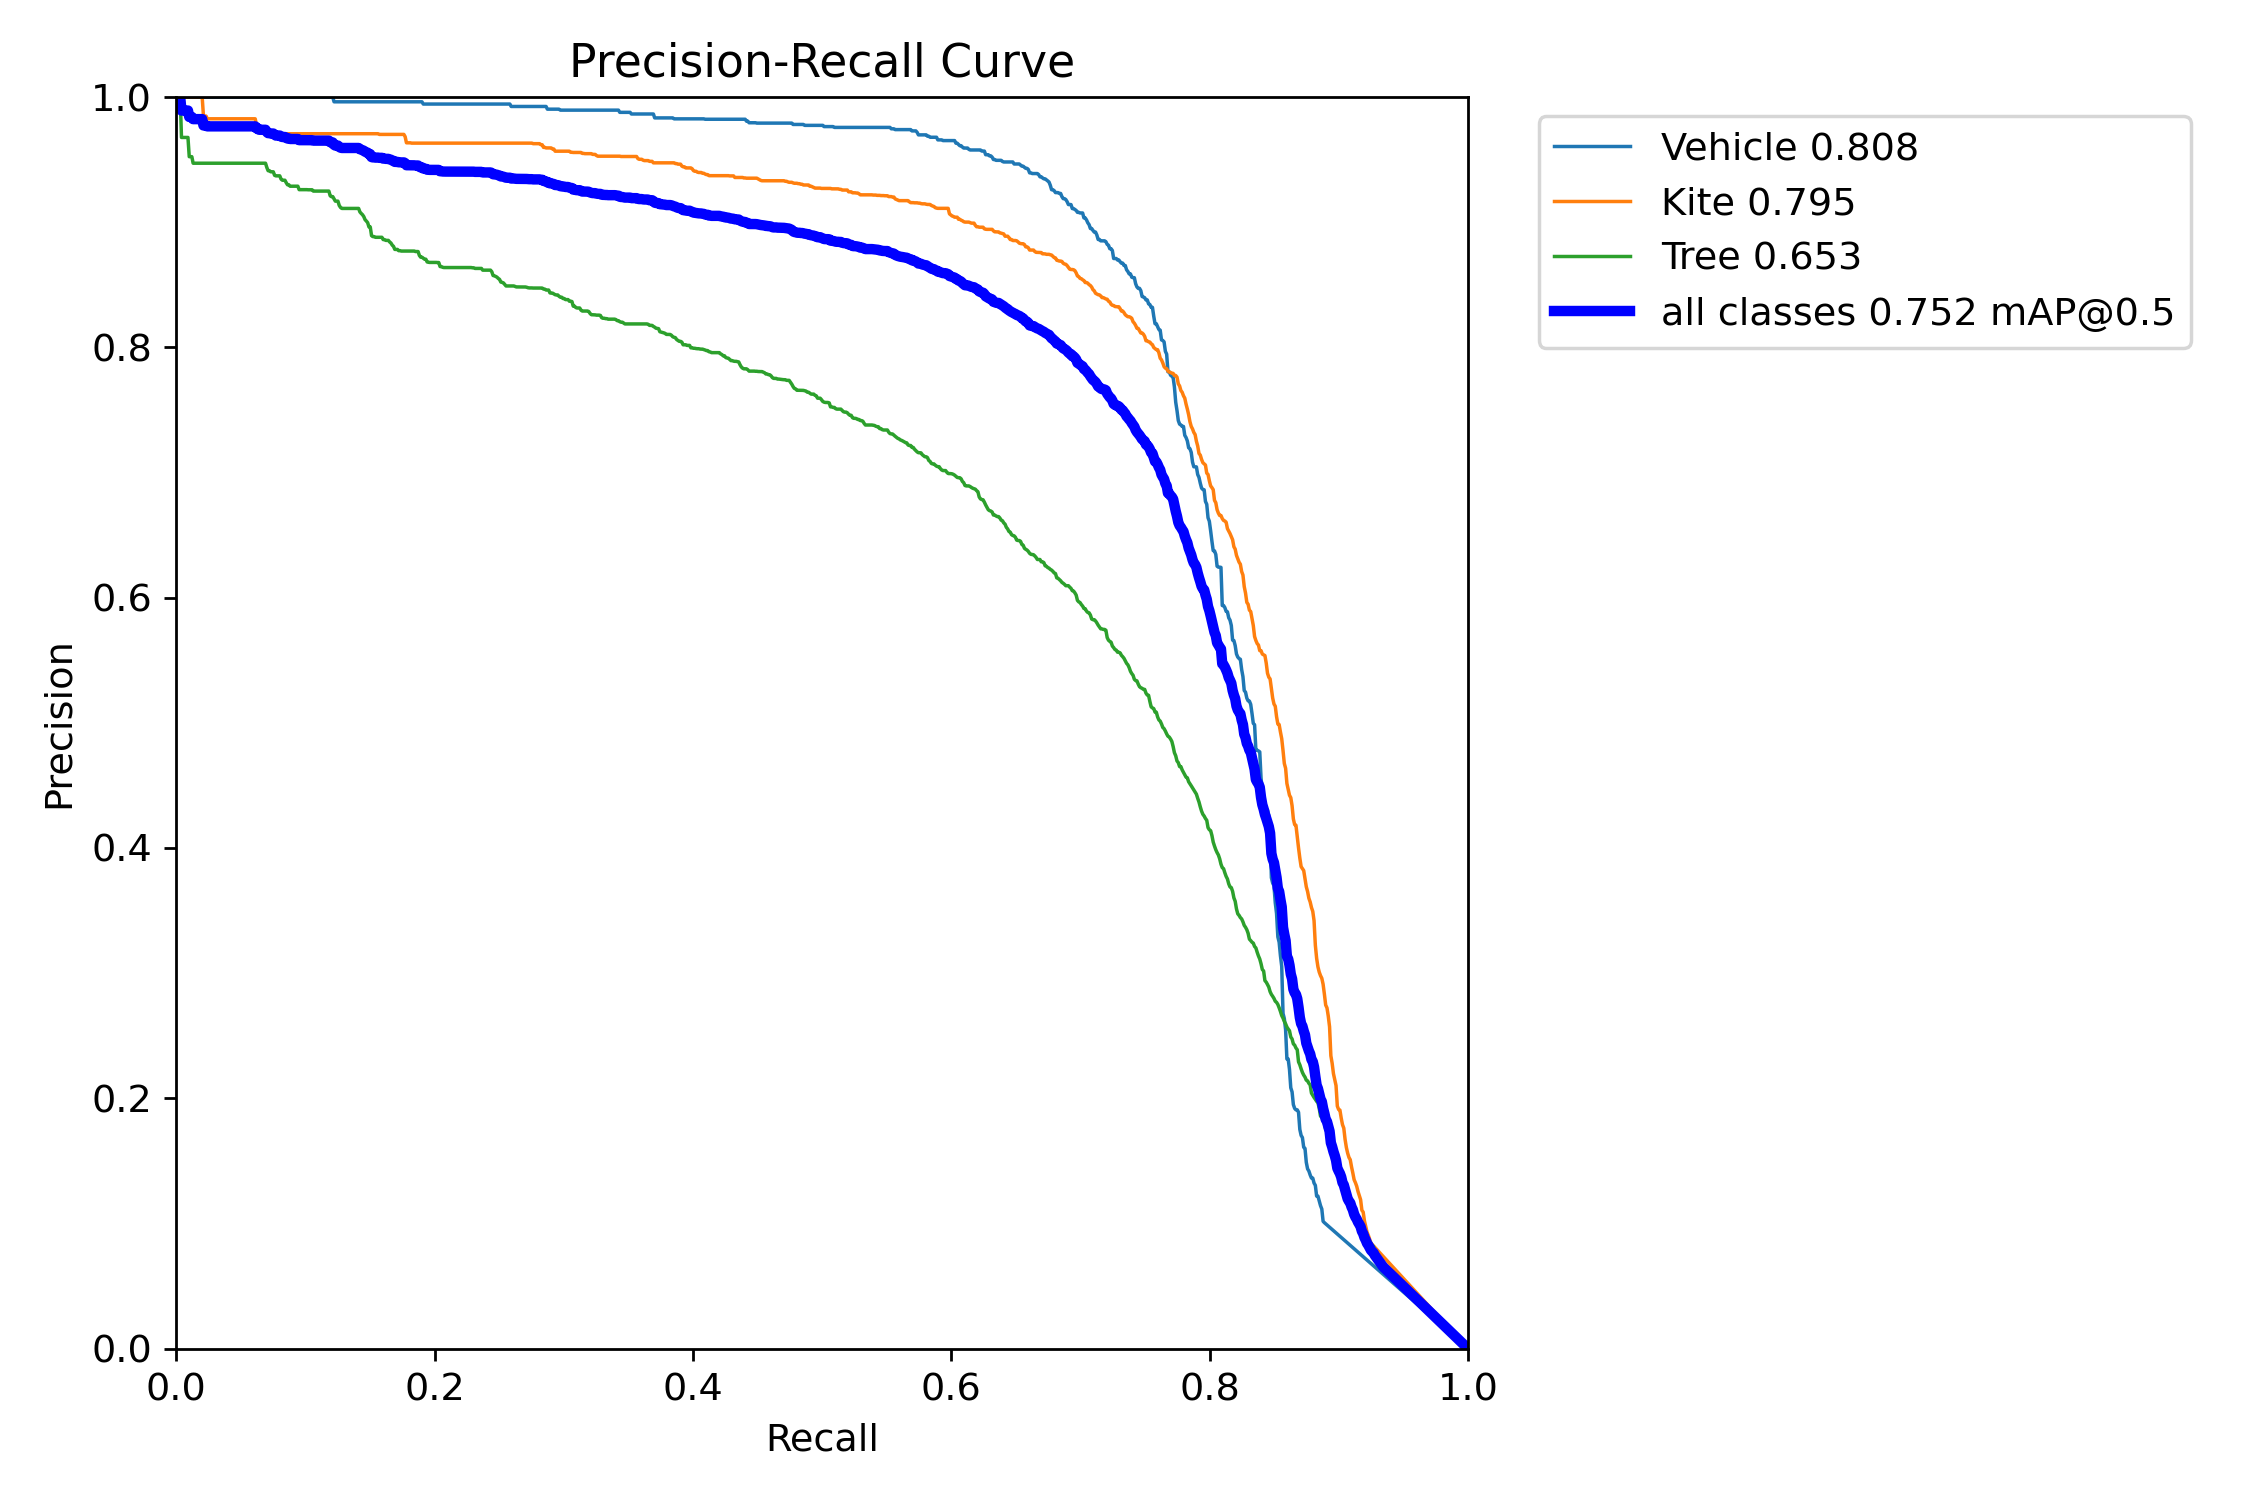 Precision-Recall Curve
1.0
0.8
0.6
0.4
0.2
0.0
Precision
0.0 0.2 0.4 0.6 0.8 1.0
Recall
Vehicle 0.808
Kite 0.795
Tree 0.653
all classes 0.752 mAP@0.5